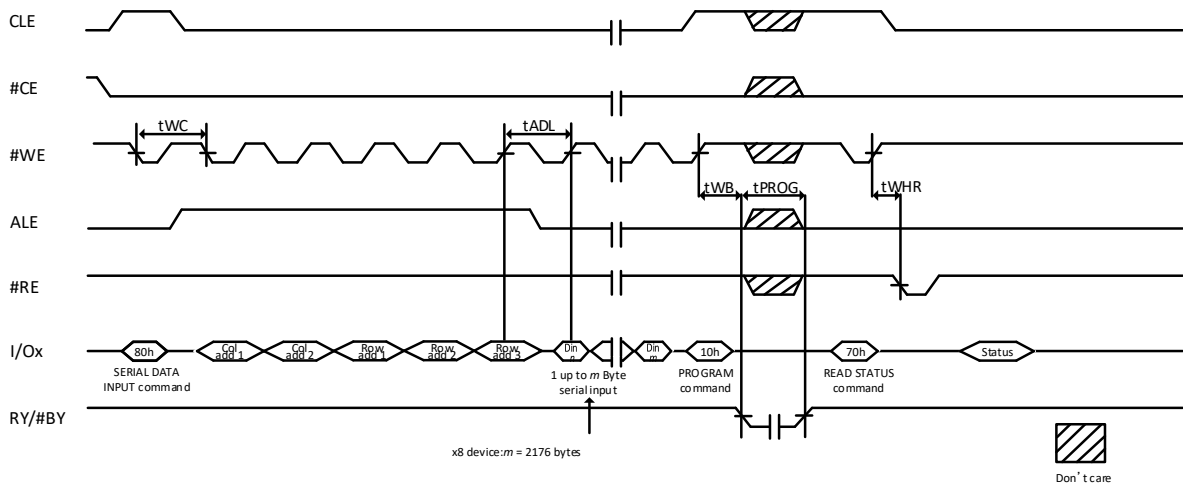 CLE
#CE
tWC
tADL
#WE
tWB
tPROG
tWHR
ALE
#RE
I/Ox
80h
Col add 1
Col add 2
Row add 1
Row add 2
Row add 3
Din n
Din m
10h
70h
Status
SERIAL DATA
INPUT command
1 up to m Byte
serial input
PROGRAM
command
READ STATUS
command
RY/#BY
x8 device:m = 2176 bytes
Don't care